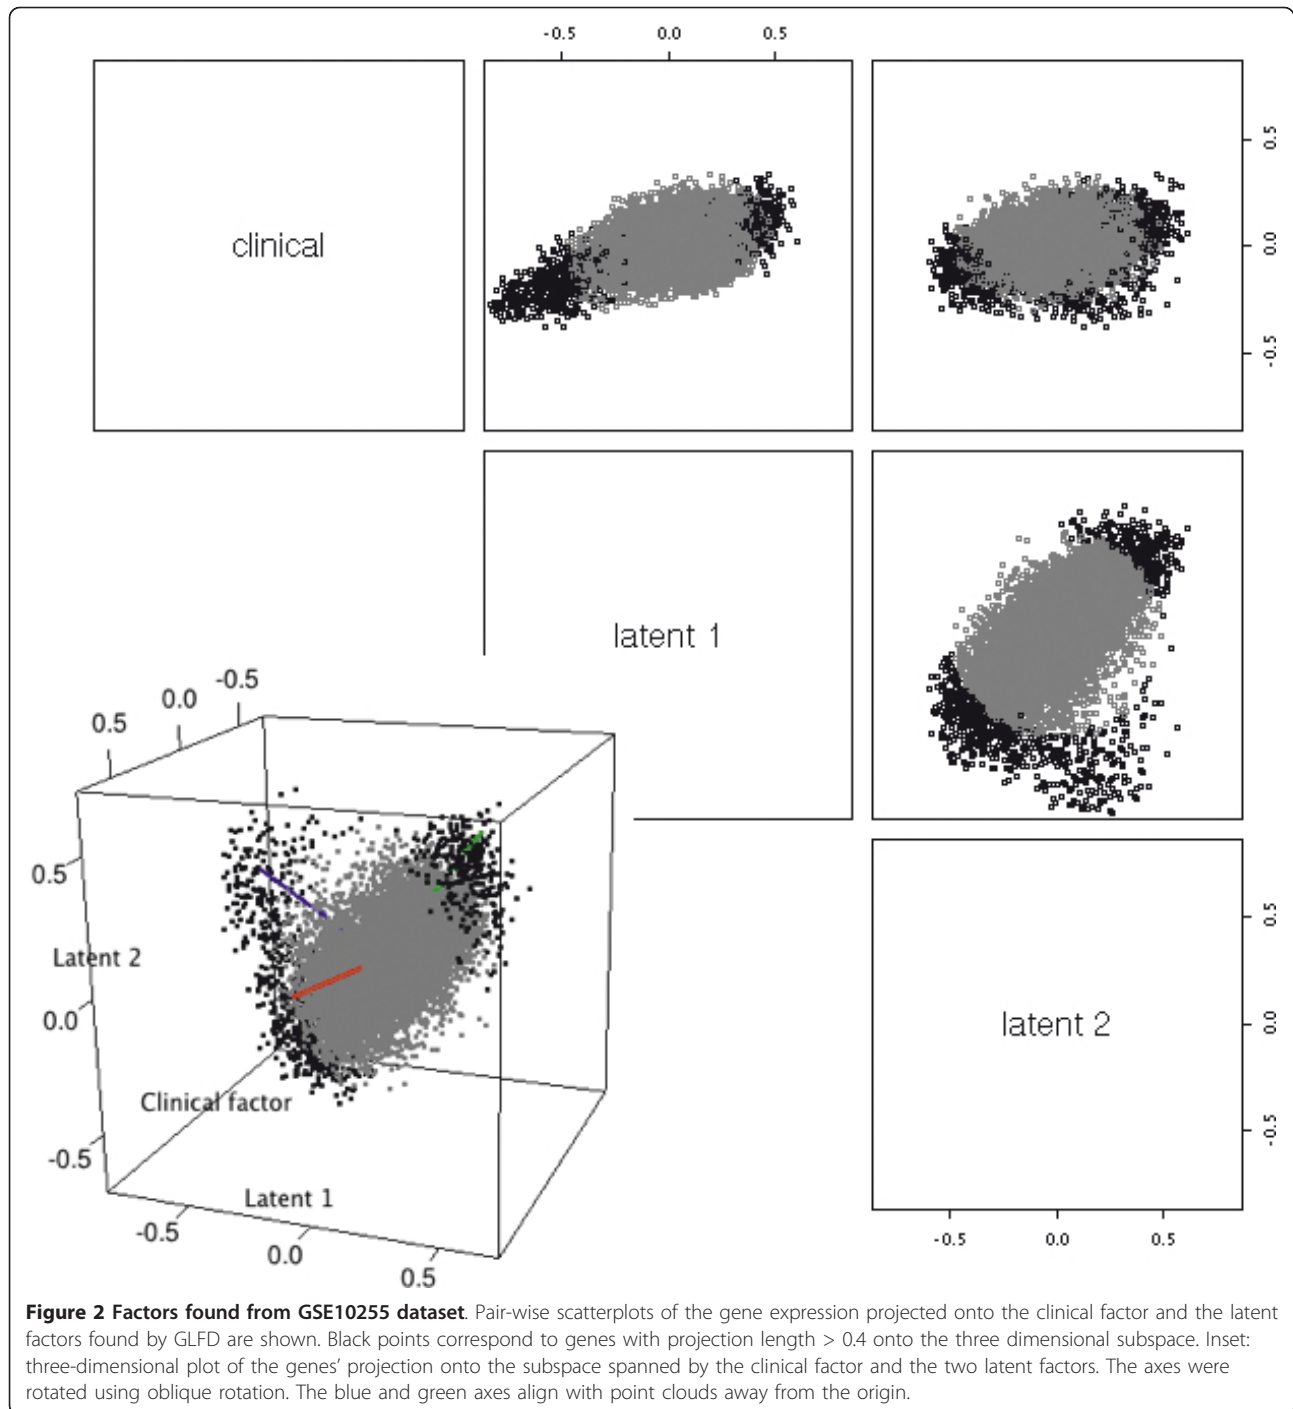 -0.5 0.0 0.5
clinical
0.5
0.0
-0.5
latent 1
-0.5
0.0
0.5
0.5
Latent 2
0.0
Clinical factor
-0.5
Latent 1
-0.5
0.0
0.5
latent 2
0.5
0.0
-0.5
-0.5 0.0 0.5
Figure 2 Factors found from GSE10255 dataset. Pair-wise scatterplots of the gene expression projected onto the clinical factor and the latent
factors found by GLFD are shown. Black points correspond to genes with projection length > 0.4 onto the three dimensional subspace. Inset:
three-dimensional plot of the genes' projection onto the subspace spanned by the clinical factor and the two latent factors. The axes were
rotated using oblique rotation. The blue and green axes align with point clouds away from the origin.